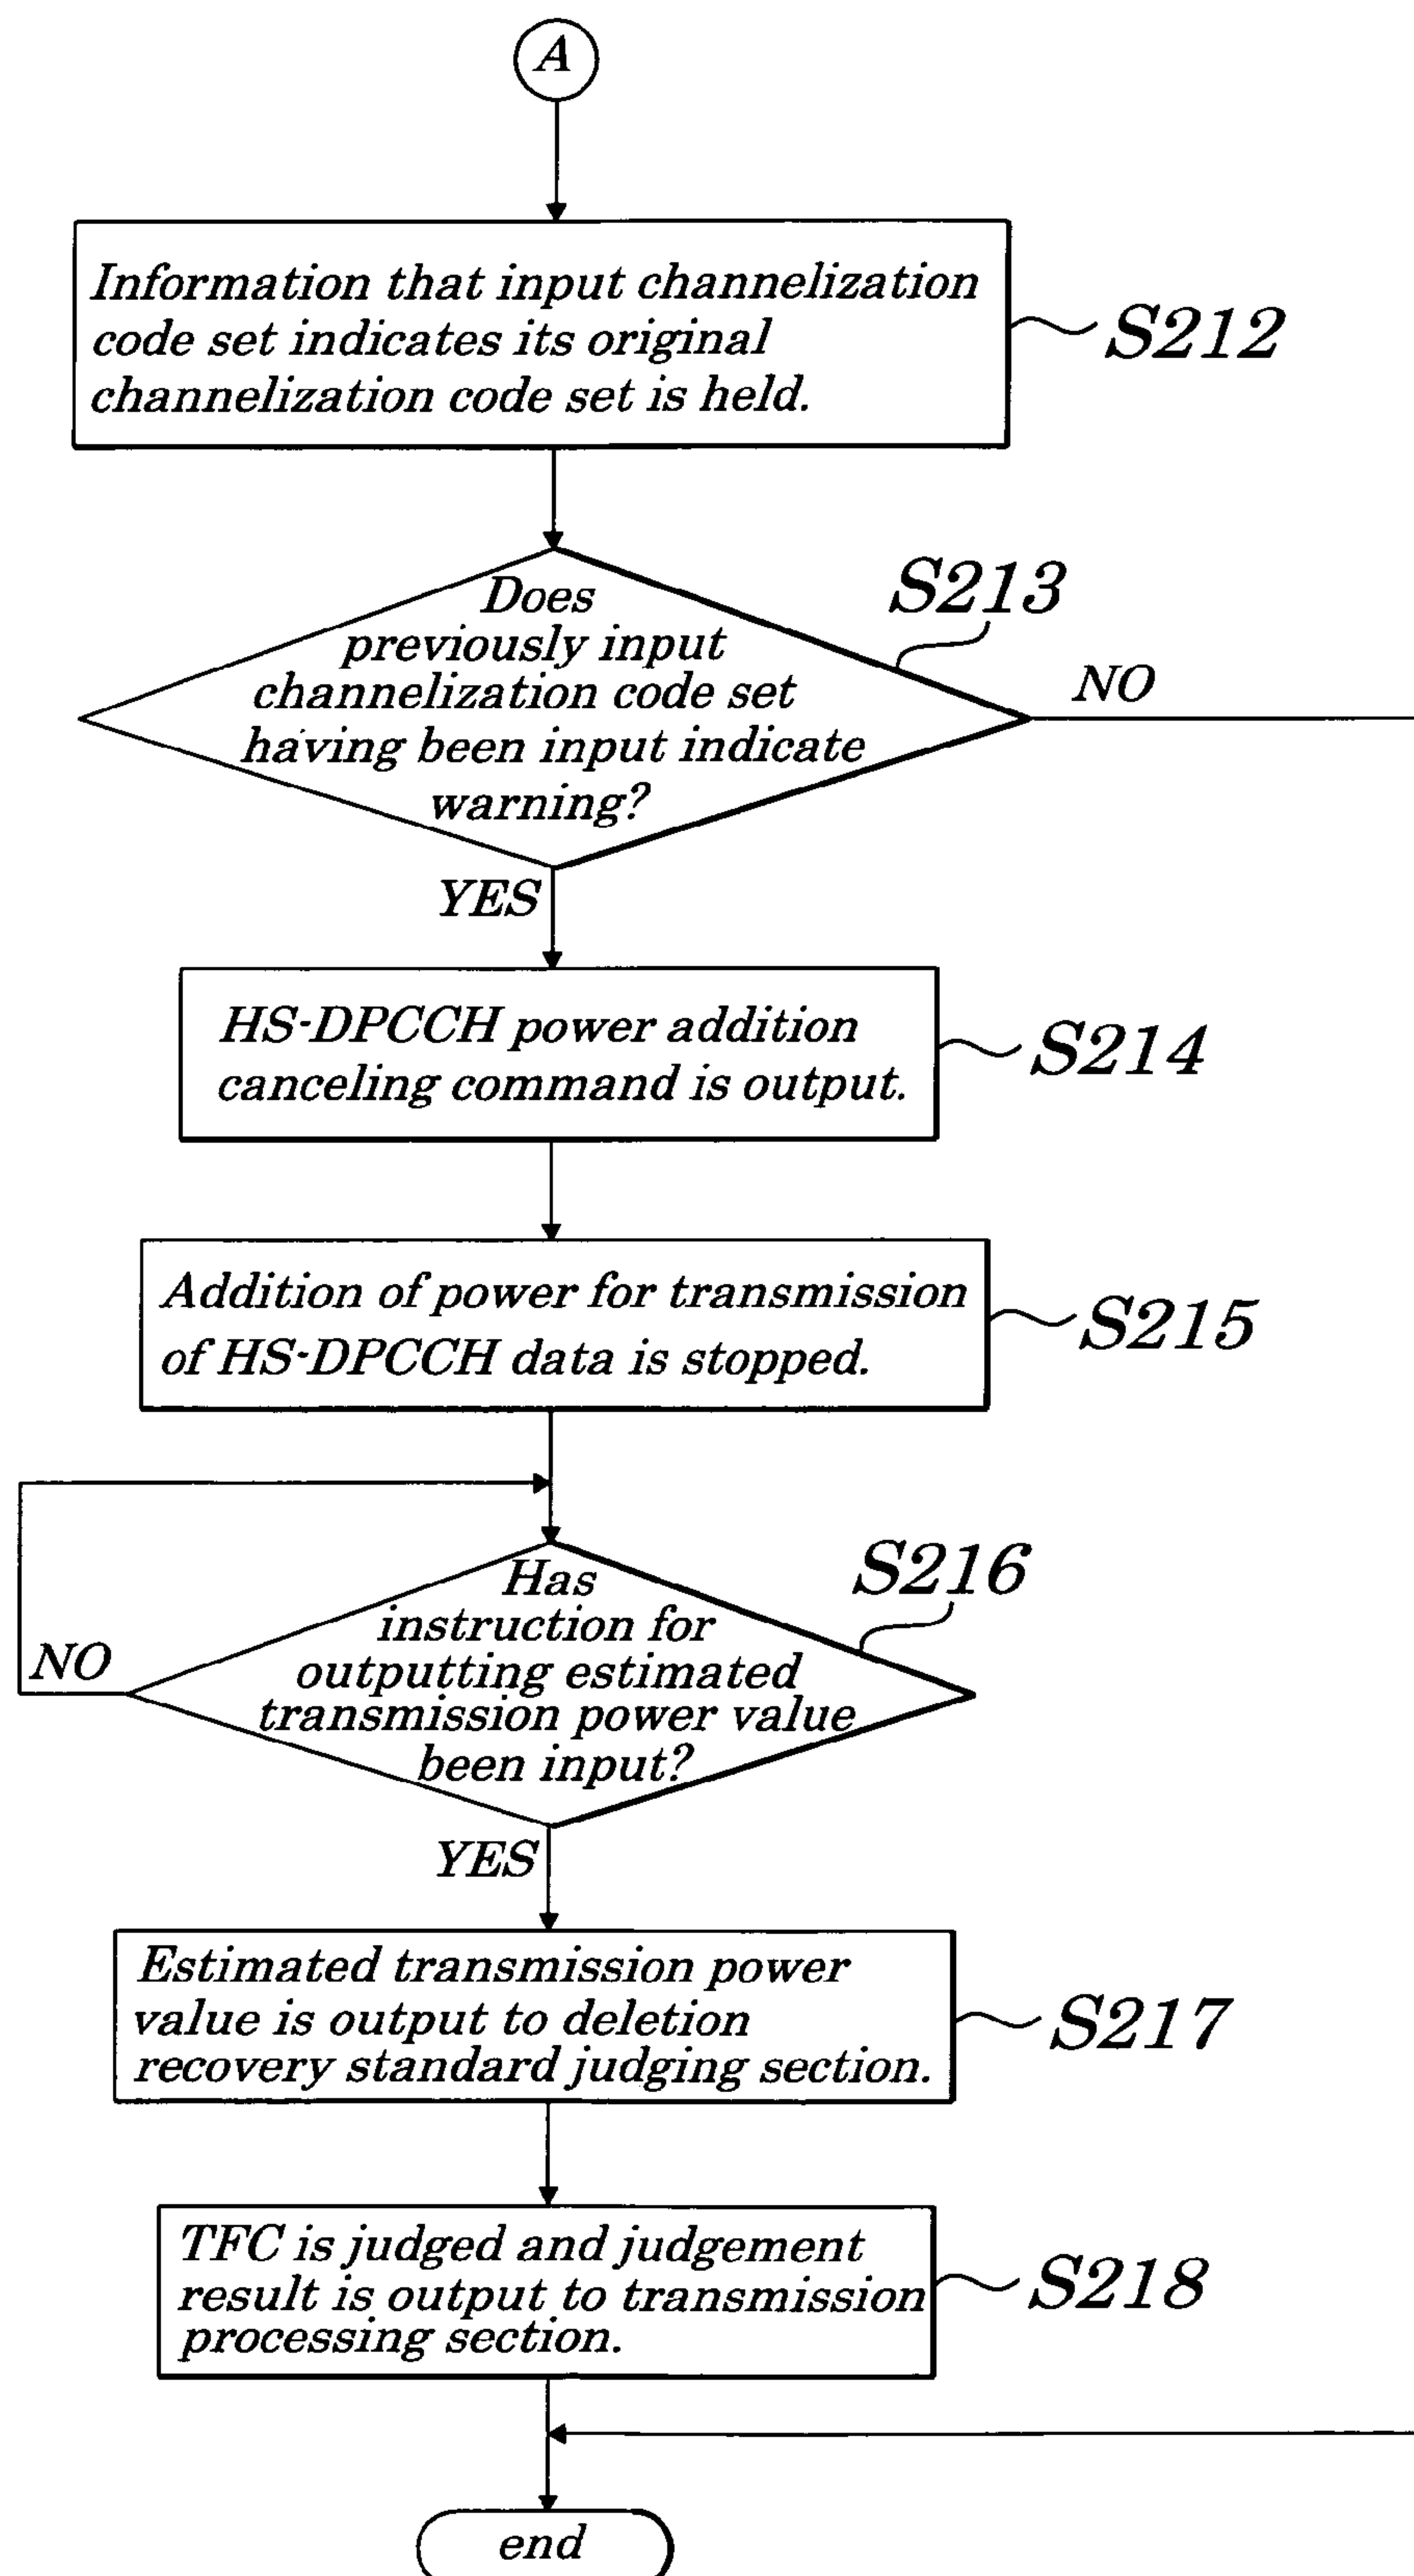 A
Information that input channelization
code set indicates its original
channelization code set is held.
S212
Does
previously input
channelization code set
having been input indicate
warning?
S213
NO
YES
HS-DPCCH power addition
canceling command is output.
S214
Addition of power for transmission
of HS-DPCCH data is stopped.
S215
Has
instruction for
outputting estimated
transmission power value
been input?
S216
NO
YES
Estimated transmission power
value is output to deletion
recovery standard judging section.
S217
TFC is judged and judgement
result is output to transmission
processing section.
S218
end